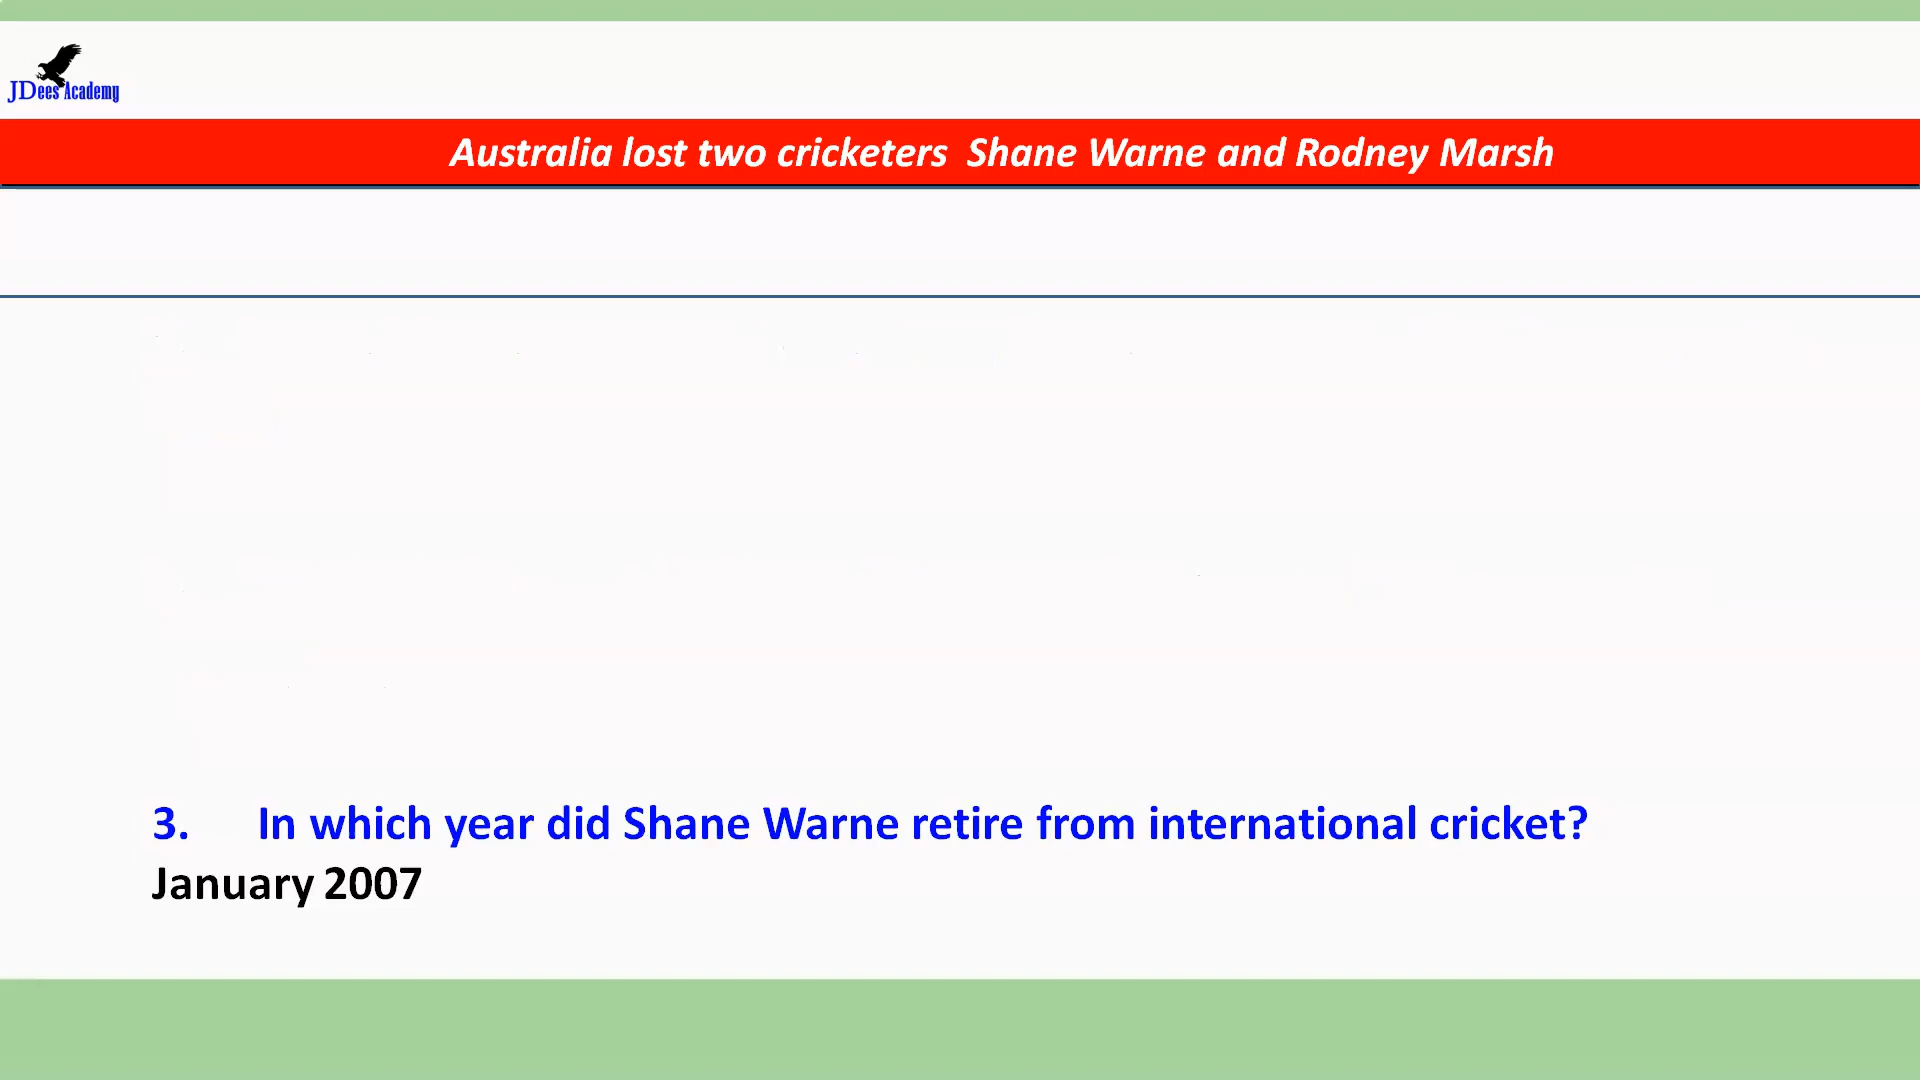 JDees Academy
Australia lost two cricketers Shane Warne and Rodney Marsh
3. In which year did Shane Warne retire from international cricket?
January 2007